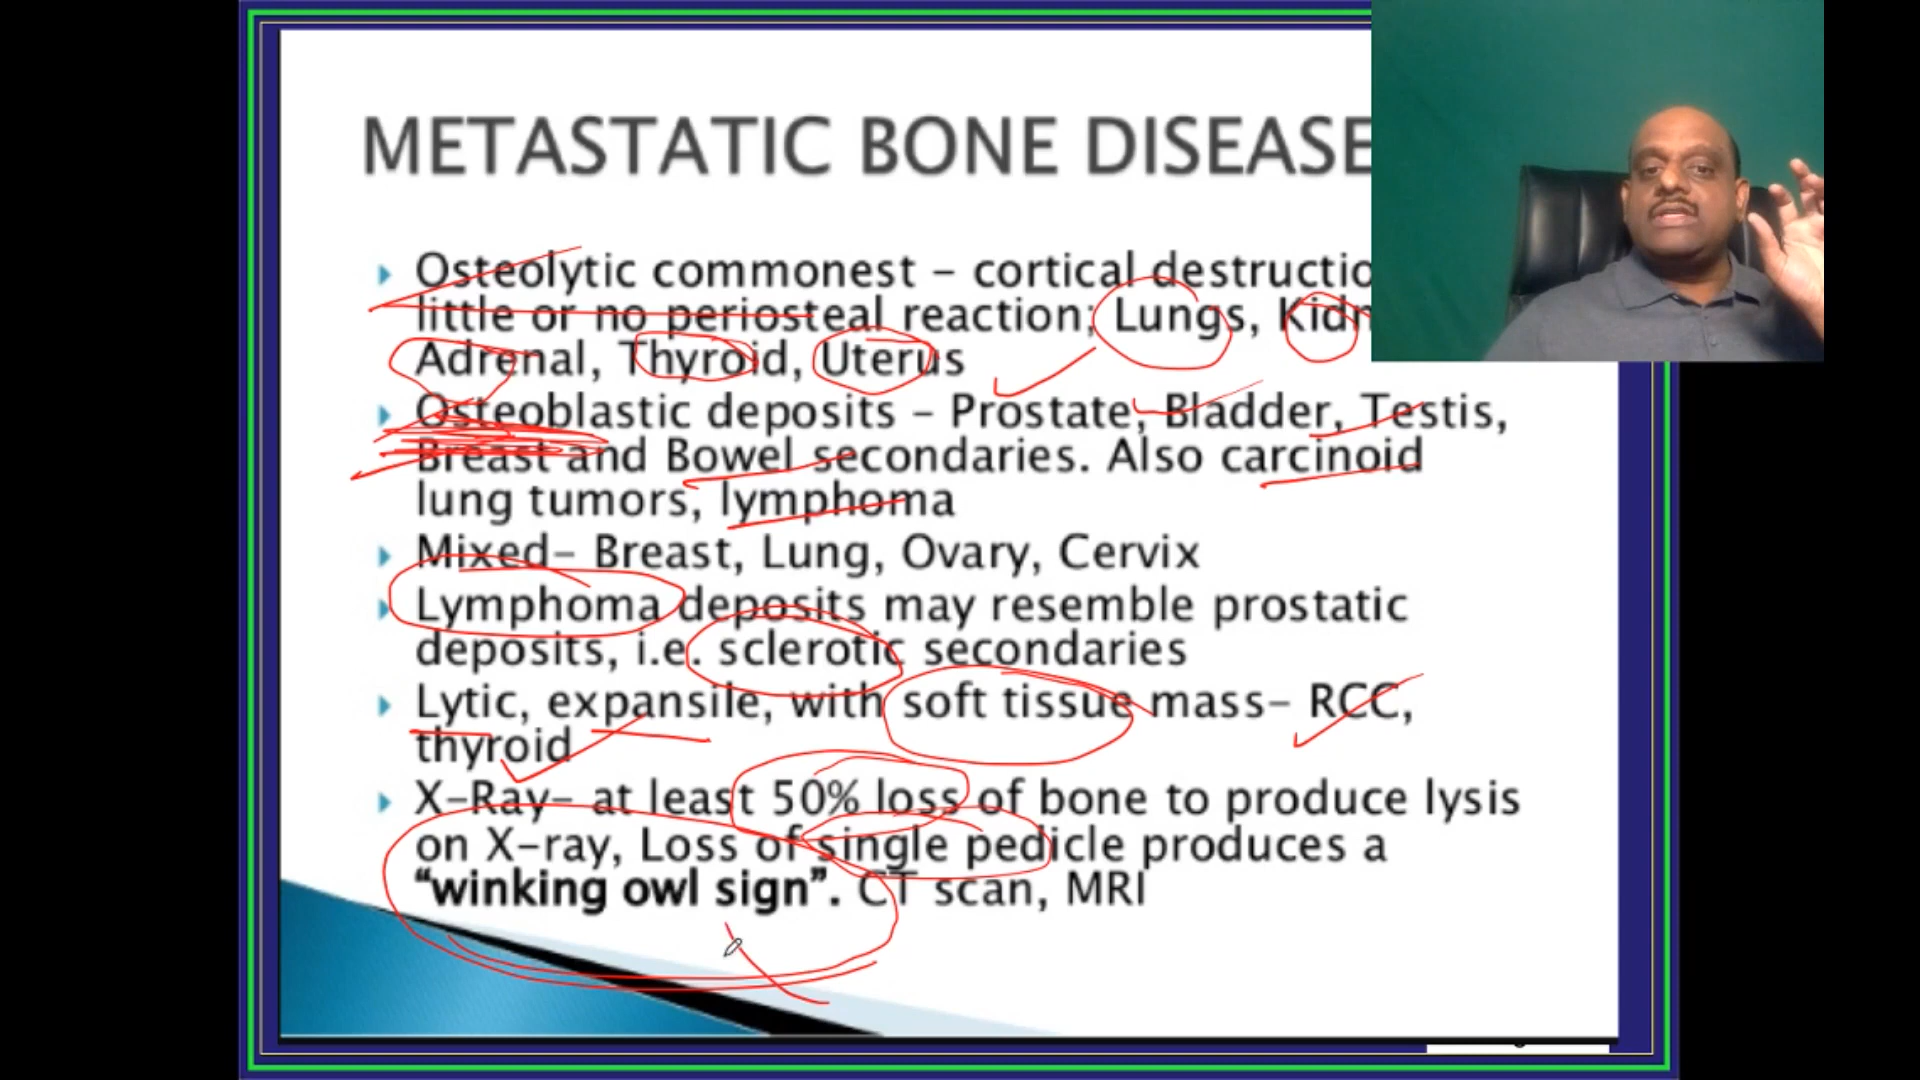 METASTATIC BONE DISEASE
Osteolytic commonest – cortical destructio
little or no periosteal reaction; Lungs, Kidn
Adrenal, Thyroid, Uterus
Osteoblastic deposits – Prostate, Bladder, Testis,
Breast and Bowel secondaries. Also carcinoid
lung tumors, lymphoma
Mixed– Breast, Lung, Ovary, Cervix
Lymphoma deposits may resemble prostatic
deposits, i.e. sclerotic secondaries
Lytic, expansile, with soft tissue mass– RCC,
thyroid
X–Ray– at least 50% loss of bone to produce lysis
on X–ray, Loss of single pedicle produces a
“winking owl sign”. CT scan, MRI